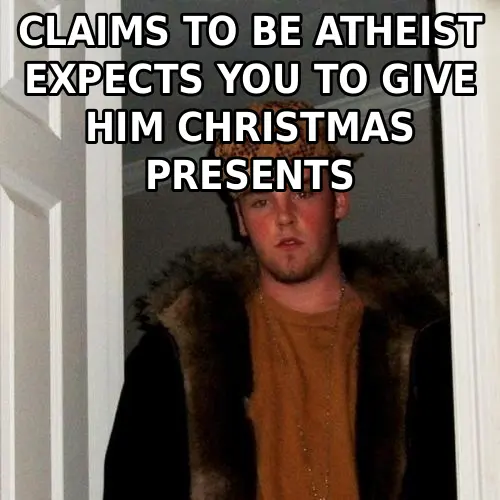 CLAIMS TO BE ATHEIST
EXPECTS YOU TO GIVE
HIM CHRISTMAS
PRESENTS